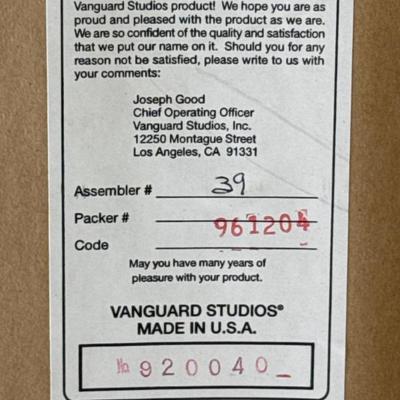 Vanguard Studios product! We hope you are as
proud and pleased with the product as we are.
We are so confident of the quality and satisfaction
that we put our name on it. Should you for any
reason not be satisfied, please write to us with
your comments:
Joseph Good
Chief Operating Officer
Vanguard Studios, Inc.
12250 Montague Street
Los Angeles, CA 91331
Assembler # 39
Packer # 961204
Code
May you have many years of
pleasure with your product.
VANGUARD STUDIOS®
MADE IN U.S.A.
No 920040_